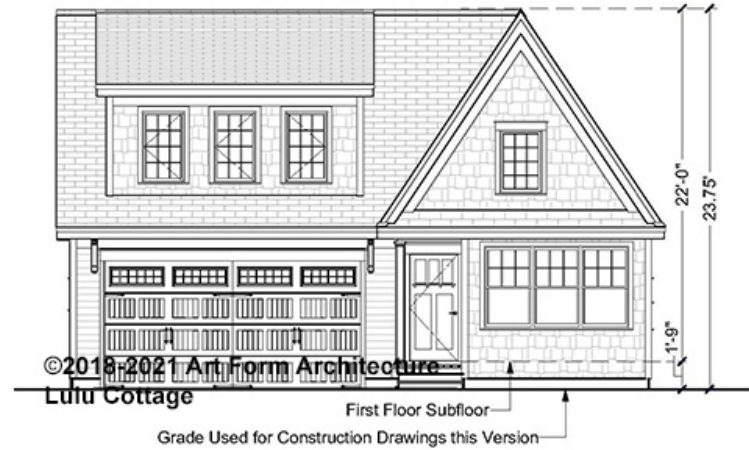 22'-0"
23.75'
1'-9"
©2018-2021 Art Form Architecture
Lulu Cottage
First Floor Subfloor
Grade Used for Construction Drawings this Version